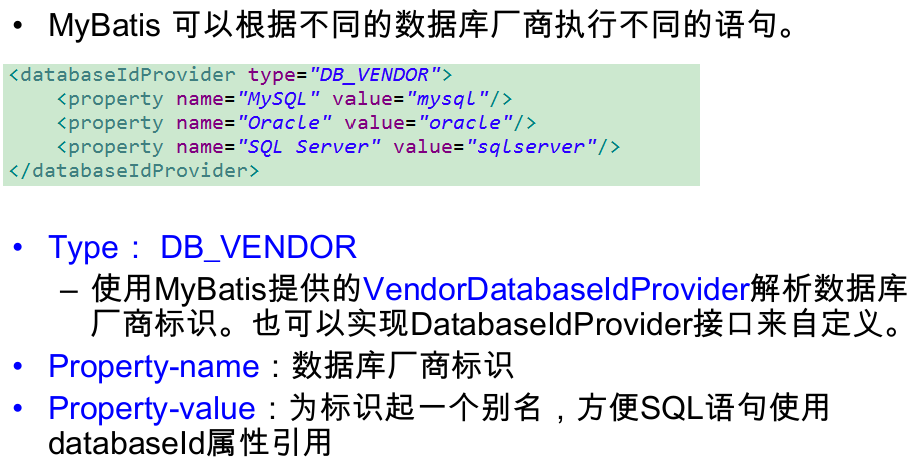 • MyBatis 可以根据不同的数据库厂商执行不同的语句。
<databaseIdProvider type="DB_VENDOR">
    <property name="MySQL" value="mysql"/>
    <property name="Oracle" value="oracle"/>
    <property name="SQL Server" value="sqlserver"/>
</databaseIdProvider>
• Type： DB_VENDOR
– 使用MyBatis提供的VendorDatabaseIdProvider解析数据库
厂商标识。也可以实现DatabaseIdProvider接口来自定义。
• Property-name：数据库厂商标识
• Property-value：为标识起一个别名，方便SQL语句使用
databaseId属性引用